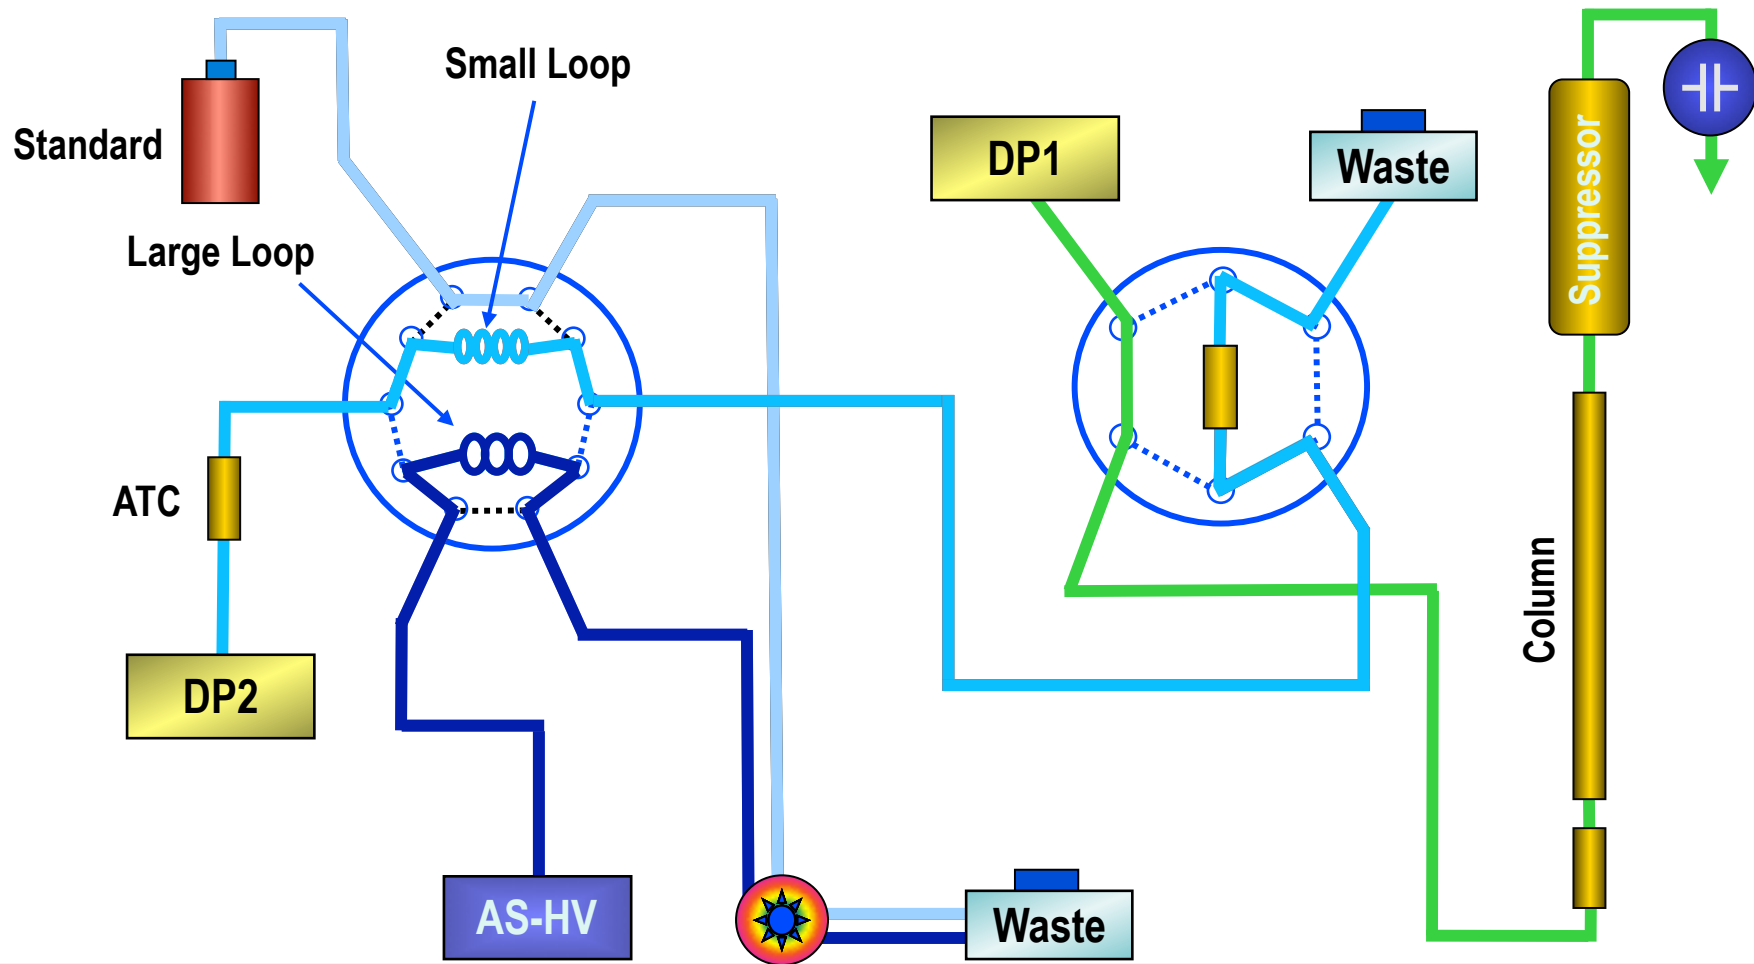 Small Loop
Standard
DP1
Waste
Suppressor
Large Loop
ATC
DP2
Column
AS-HV
Waste